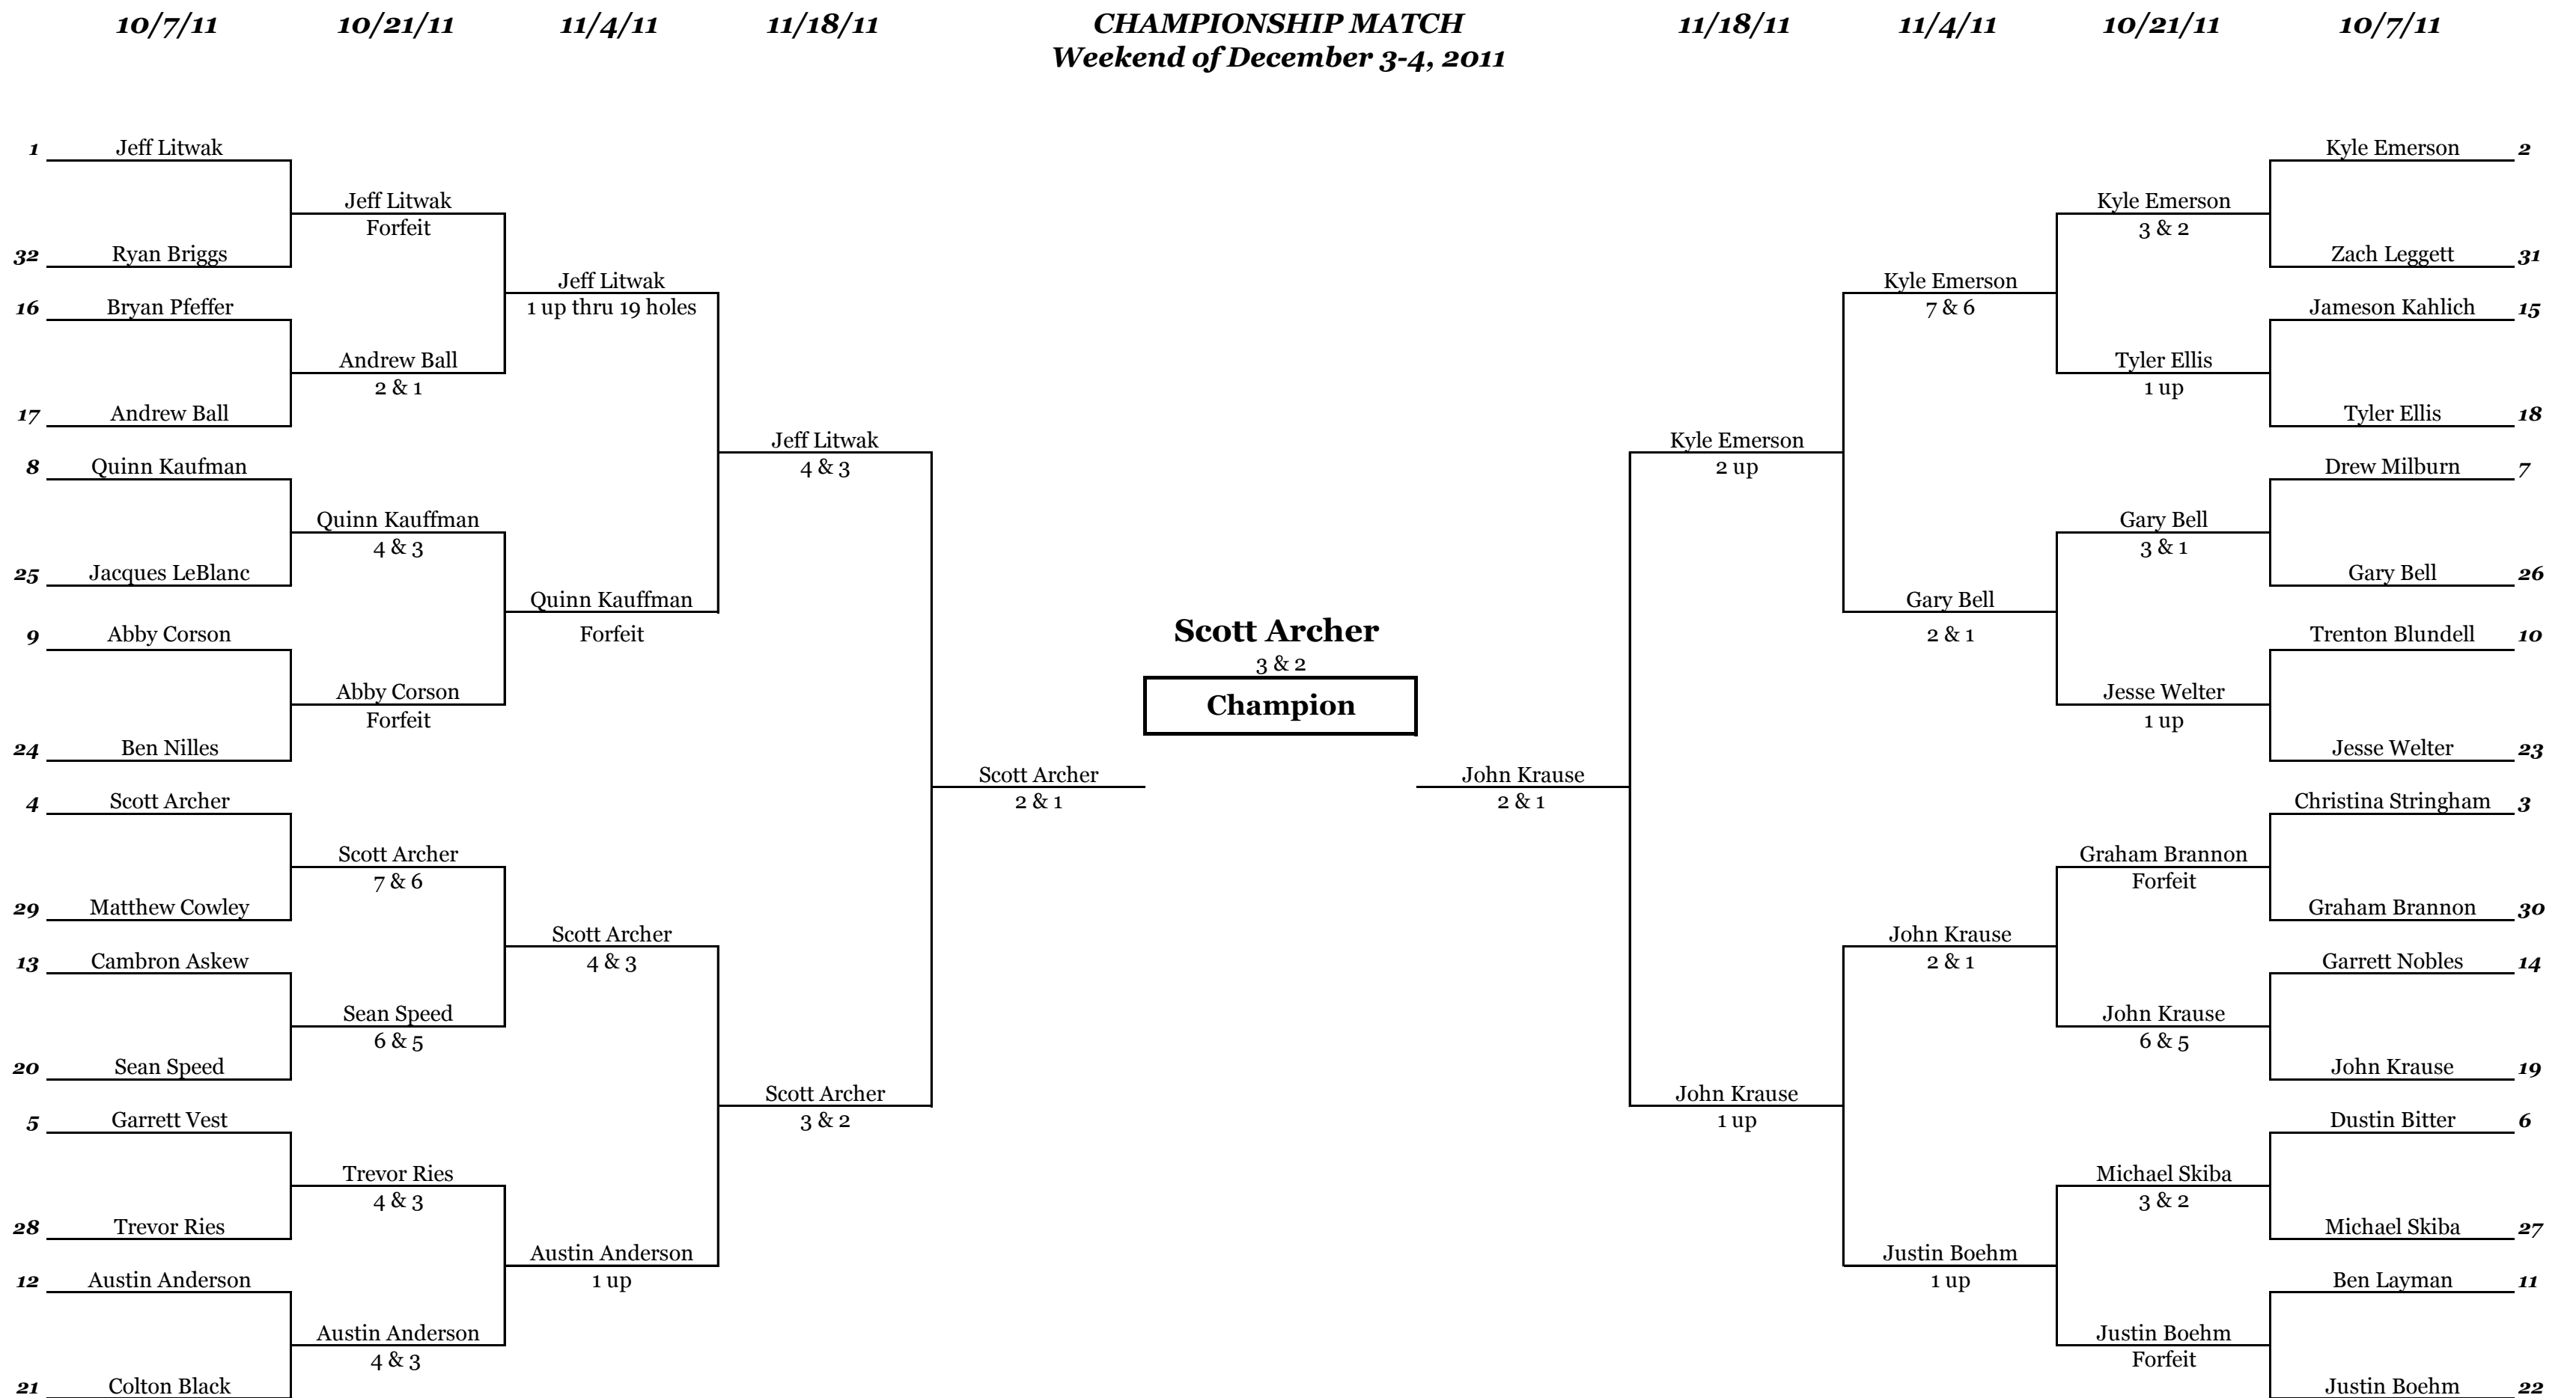 10/7/11 10/21/11 11/4/11 11/18/11 CHAMPIONSHIP MATCH 11/18/11 11/4/11 10/21/11 10/7/11
Weekend of December 3-4, 2011
1 Jeff Litwak Kyle Emerson 2
Jeff Litwak Kyle Emerson
Forfeit 3 & 2
32 Ryan Briggs Zach Leggett 31
Jeff Litwak Kyle Emerson
16 Bryan Pfeffer 1 up thru 19 holes 7 & 6 Jameson Kahlich 15
Andrew Ball Tyler Ellis
2 & 1 1 up
17 Andrew Ball Tyler Ellis 18
Jeff Litwak Kyle Emerson
8 Quinn Kaufman 4 & 3 2 up Drew Milburn 7
Quinn Kauffman Gary Bell
4 & 3 3 & 1
25 Jacques LeBlanc Gary Bell 26
Quinn Kauffman Gary Bell
9 Abby Corson Forfeit Scott Archer 2 & 1 Trenton Blundell 10
3 & 2
Abby Corson Champion Jesse Welter
Forfeit 1 up
24 Ben Nilles Jesse Welter 23
Scott Archer John Krause
4 Scott Archer 2 & 1 2 & 1 Christina Stringham 3
Scott Archer Graham Brannon
7 & 6 Forfeit
29 Matthew Cowley Graham Brannon 30
Scott Archer John Krause
13 Cambron Askew 4 & 3 2 & 1 Garrett Nobles 14
Sean Speed John Krause
6 & 5 6 & 5
20 Sean Speed John Krause 19
Scott Archer John Krause
5 Garrett Vest 3 & 2 1 up Dustin Bitter 6
Trevor Ries Michael Skiba
4 & 3 3 & 2
28 Trevor Ries Michael Skiba 27
Austin Anderson Justin Boehm
12 Austin Anderson 1 up 1 up Ben Layman 11
Austin Anderson Justin Boehm
4 & 3 Forfeit
21 Colton Black Justin Boehm 22